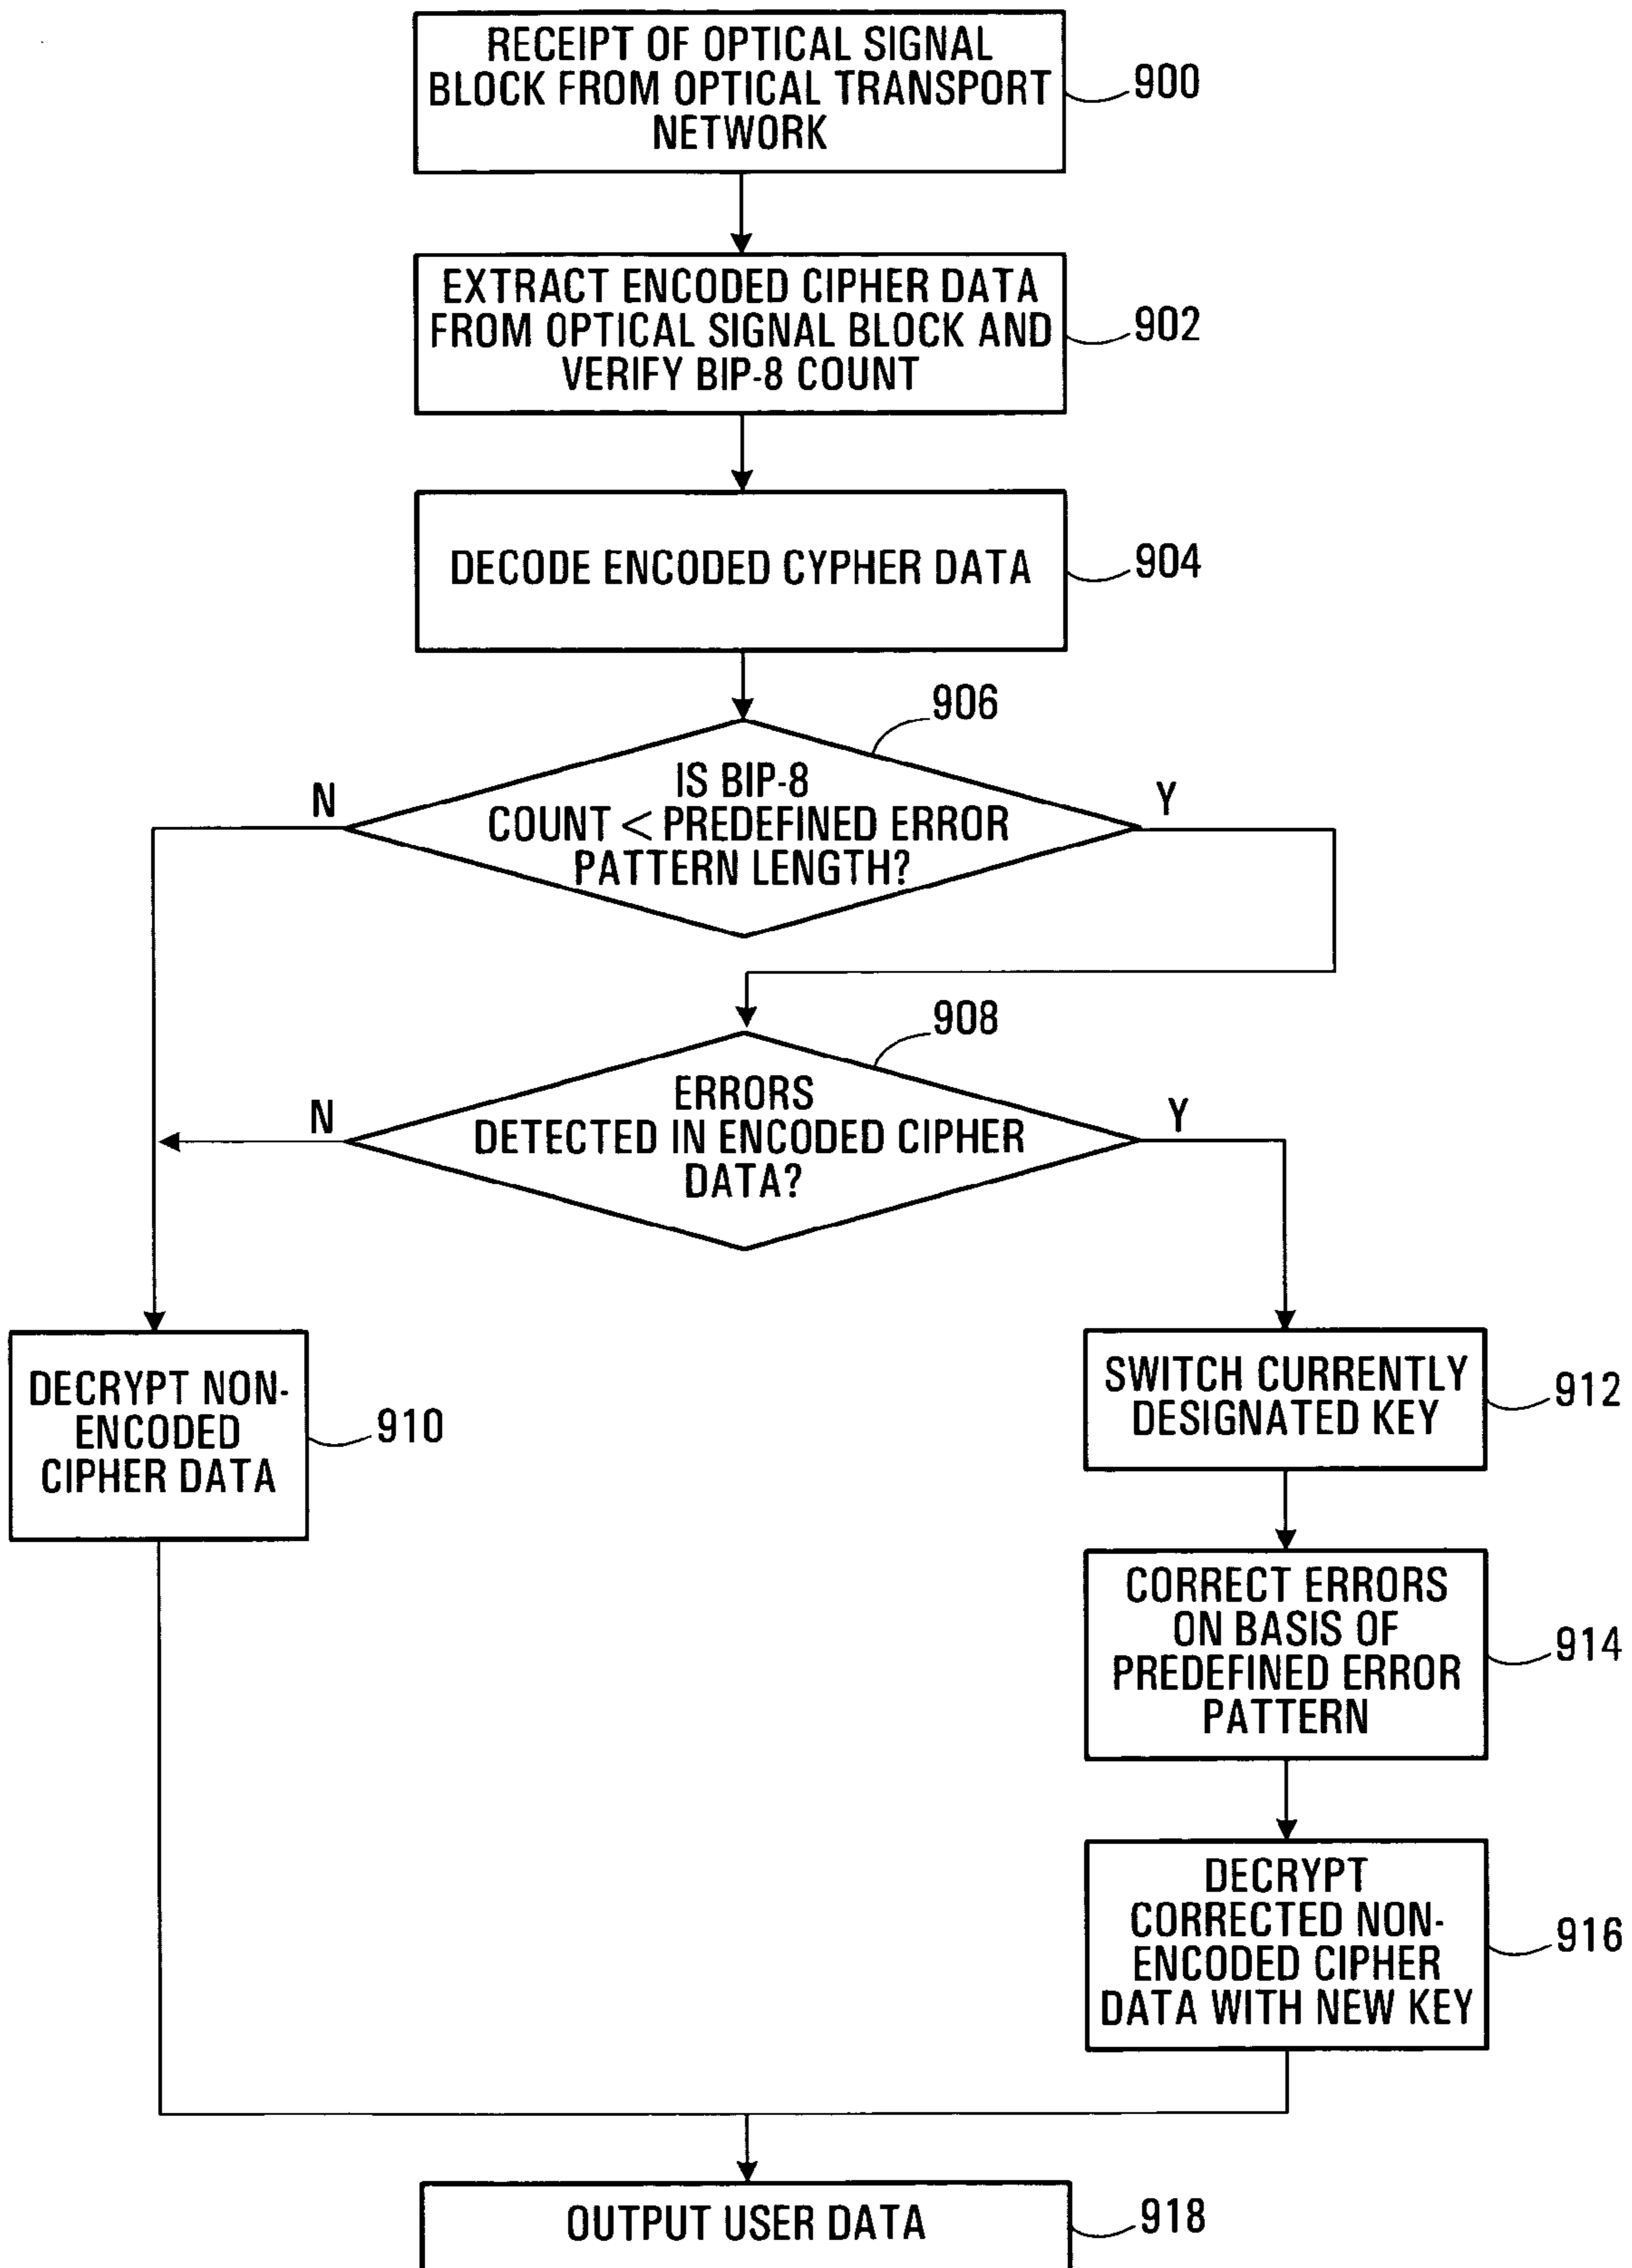 RECEIPT OF OPTICAL SIGNAL
BLOCK FROM OPTICAL TRANSPORT
NETWORK
900
EXTRACT ENCODED CIPHER DATA
FROM OPTICAL SIGNAL BLOCK AND
VERIFY BIP-8 COUNT
902
DECODE ENCODED CYPHER DATA
904
906
IS BIP-8
COUNT < PREDEFINED ERROR
PATTERN LENGTH?
N
Y
908
ERRORS
DETECTED IN ENCODED CIPHER
DATA?
N
Y
DECRYPT NON-
ENCODED
CIPHER DATA
910
SWITCH CURRENTLY
DESIGNATED KEY
912
CORRECT ERRORS
ON BASIS OF
PREDEFINED ERROR
PATTERN
914
DECRYPT
CORRECTED NON-
ENCODED CIPHER
DATA WITH NEW KEY
916
OUTPUT USER DATA
918